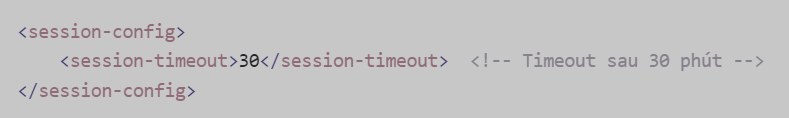 <session-config>
    <session-timeout>30</session-timeout>  <!-- Timeout sau 30 phút -->
</session-config>